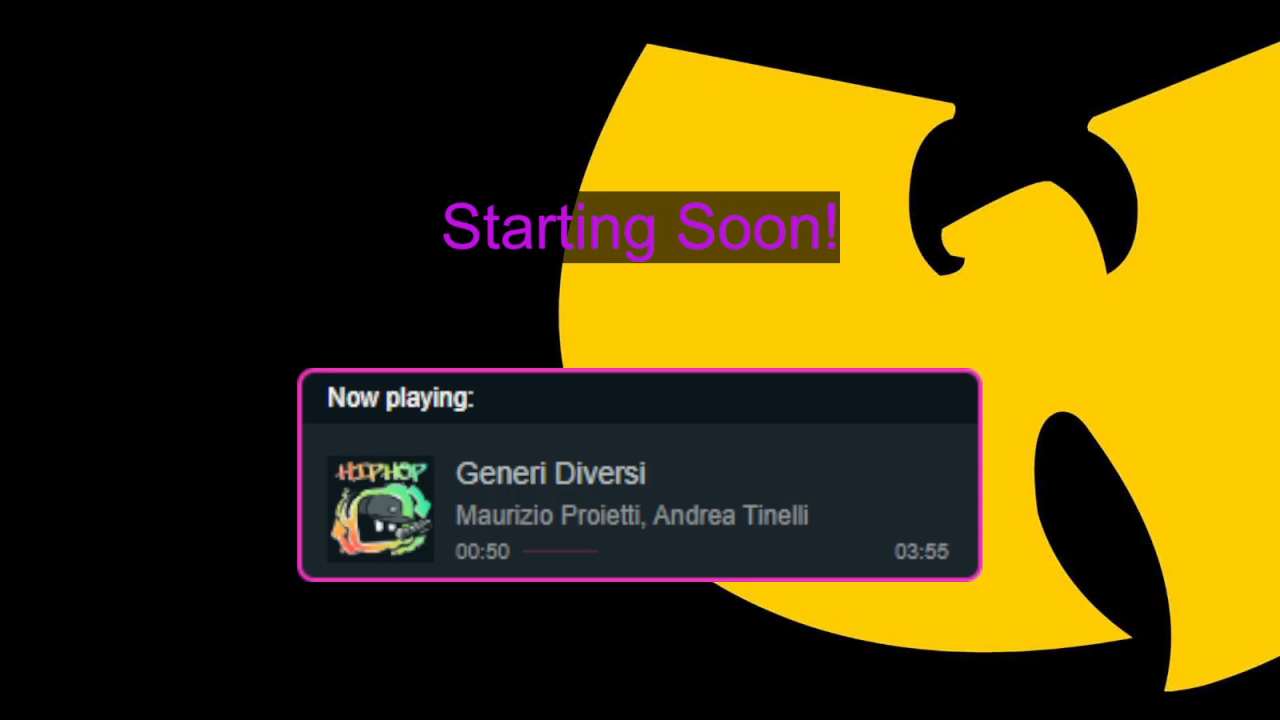 Starting Soon!
Now playing:
HIPHOP
Generi Diversi
Maurizio Proietti, Andrea Tinelli
00:50
03:55